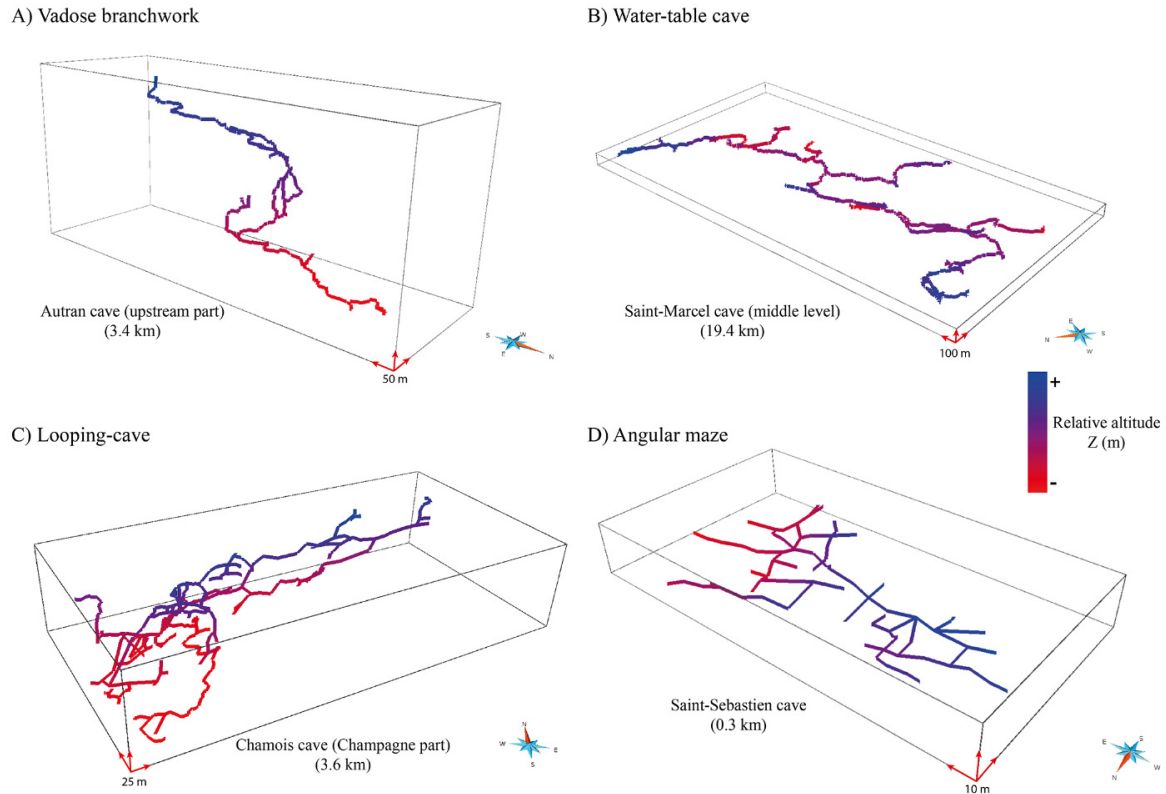 A) Vadose branchwork
B) Water-table cave
Autran cave (upstream part)
(3.4 km)
S
W
E
N
50 m
Saint-Marcel cave (middle level)
(19.4 km)
E
S
N
W
100 m
+
Relative altitude
Z (m)
-
C) Looping-cave
D) Angular maze
Chamois cave (Champagne part)
(3.6 km)
N
W
E
S
25 m
Saint-Sebastien cave
(0.3 km)
E
S
N
W
10 m